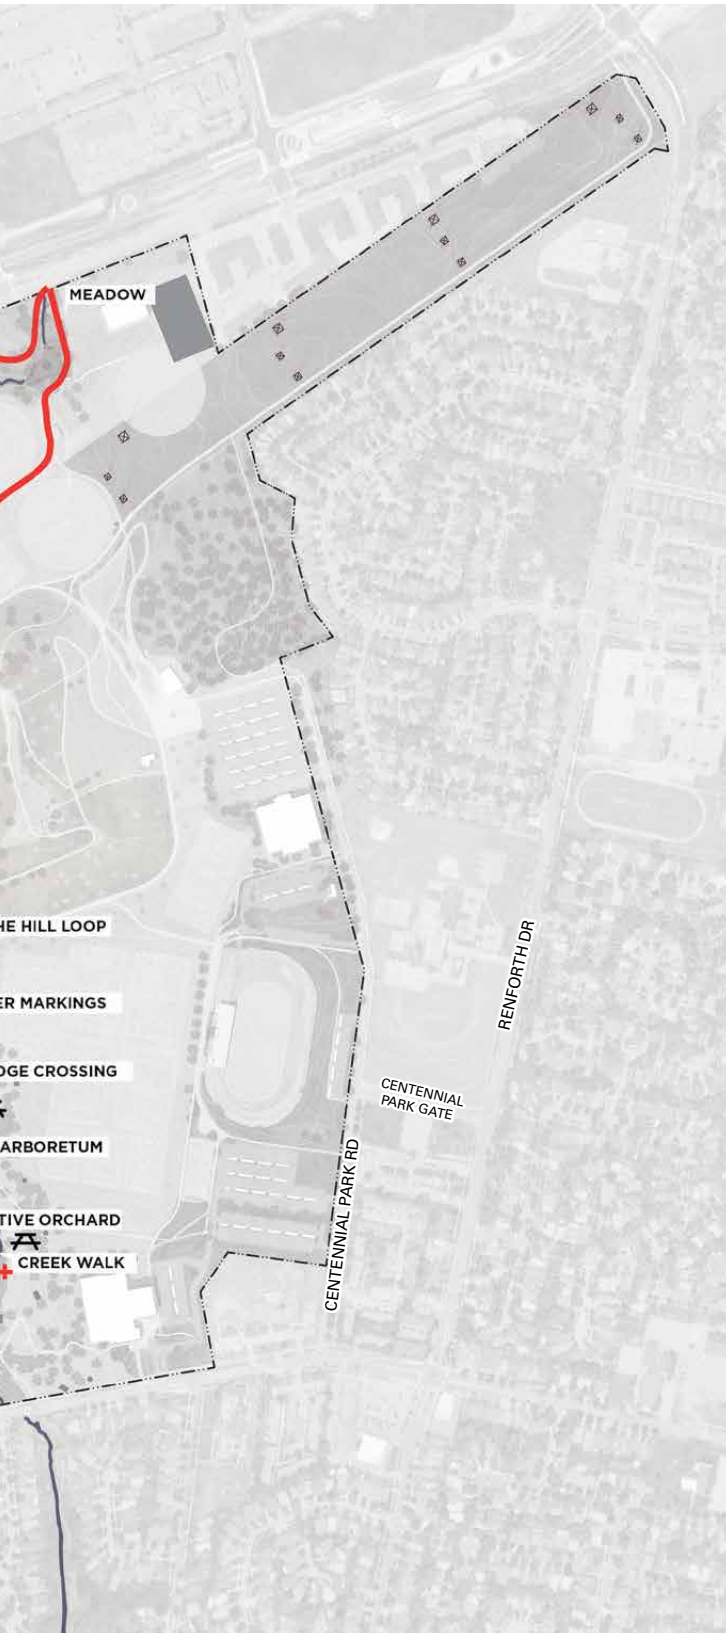 MEADOW
HE HILL LOOP
RENFORTH DR
ER MARKINGS
DGE CROSSING
CENTENNIAL
PARK GATE
ARBORETUM
CENTENNIAL PARK RD
TIVE ORCHARD
CREEK WALK